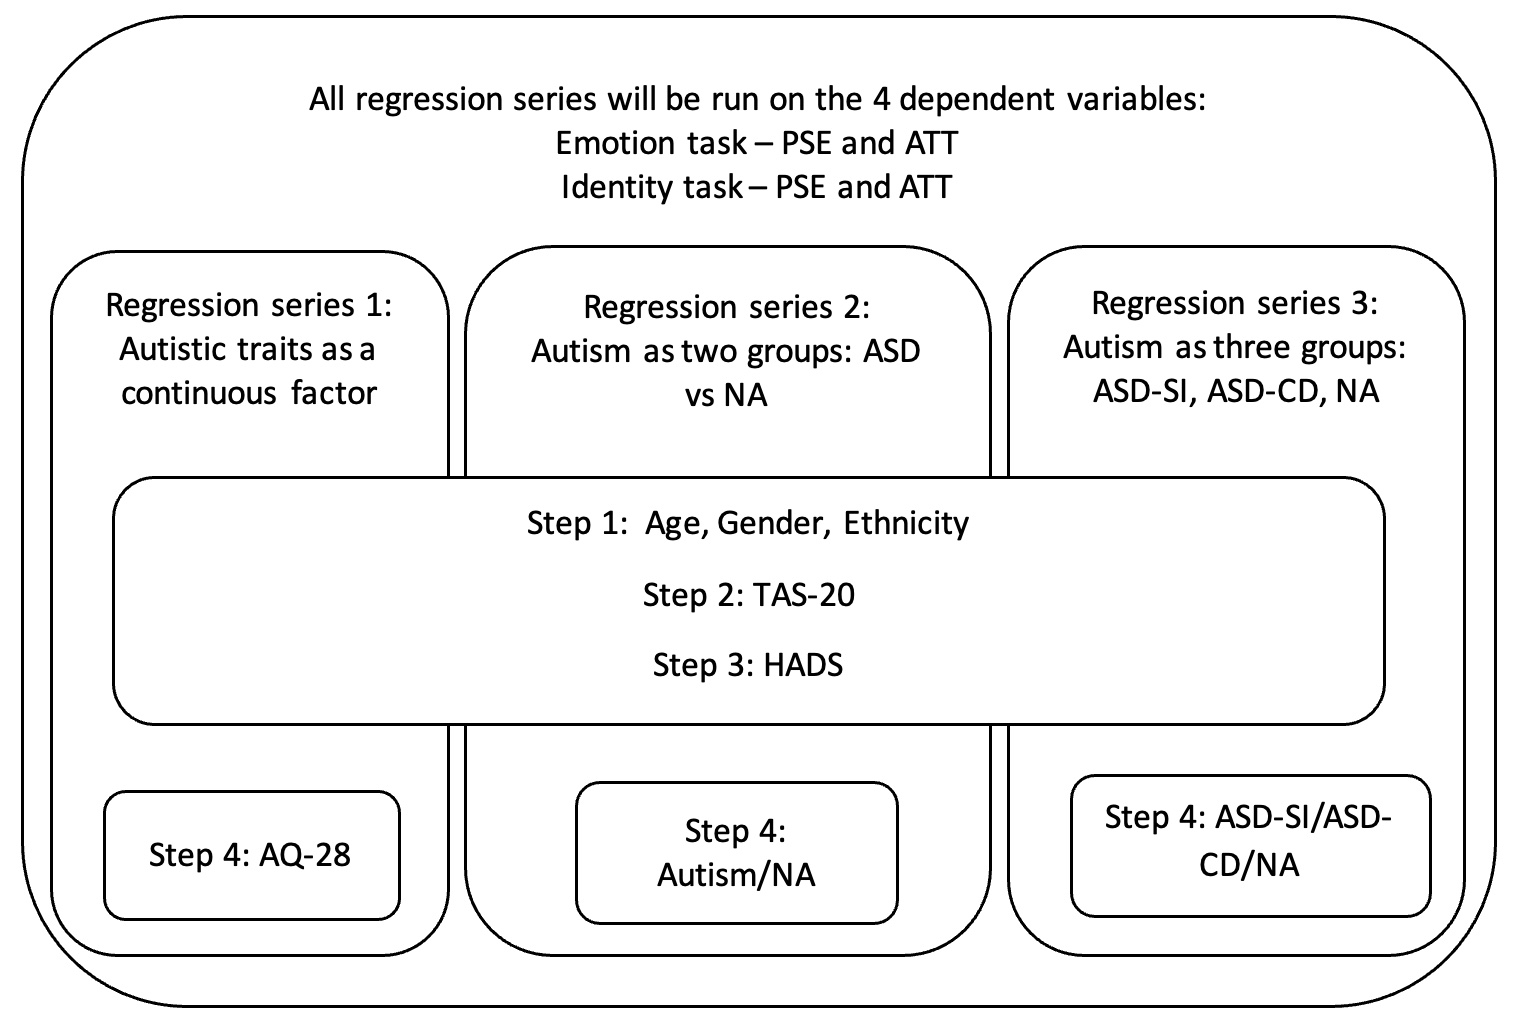 All regression series will be run on the 4 dependent variables:
Emotion task – PSE and ATT
Identity task – PSE and ATT
Regression series 1:
Autistic traits as a
continuous factor
Regression series 2:
Autism as two groups: ASD
vs NA
Regression series 3:
Autism as three groups:
ASD-SI, ASD-CD, NA
Step 1: Age, Gender, Ethnicity
Step 2: TAS-20
Step 3: HADS
Step 4: AQ-28
Step 4:
Autism/NA
Step 4: ASD-SI/ASD-
CD/NA